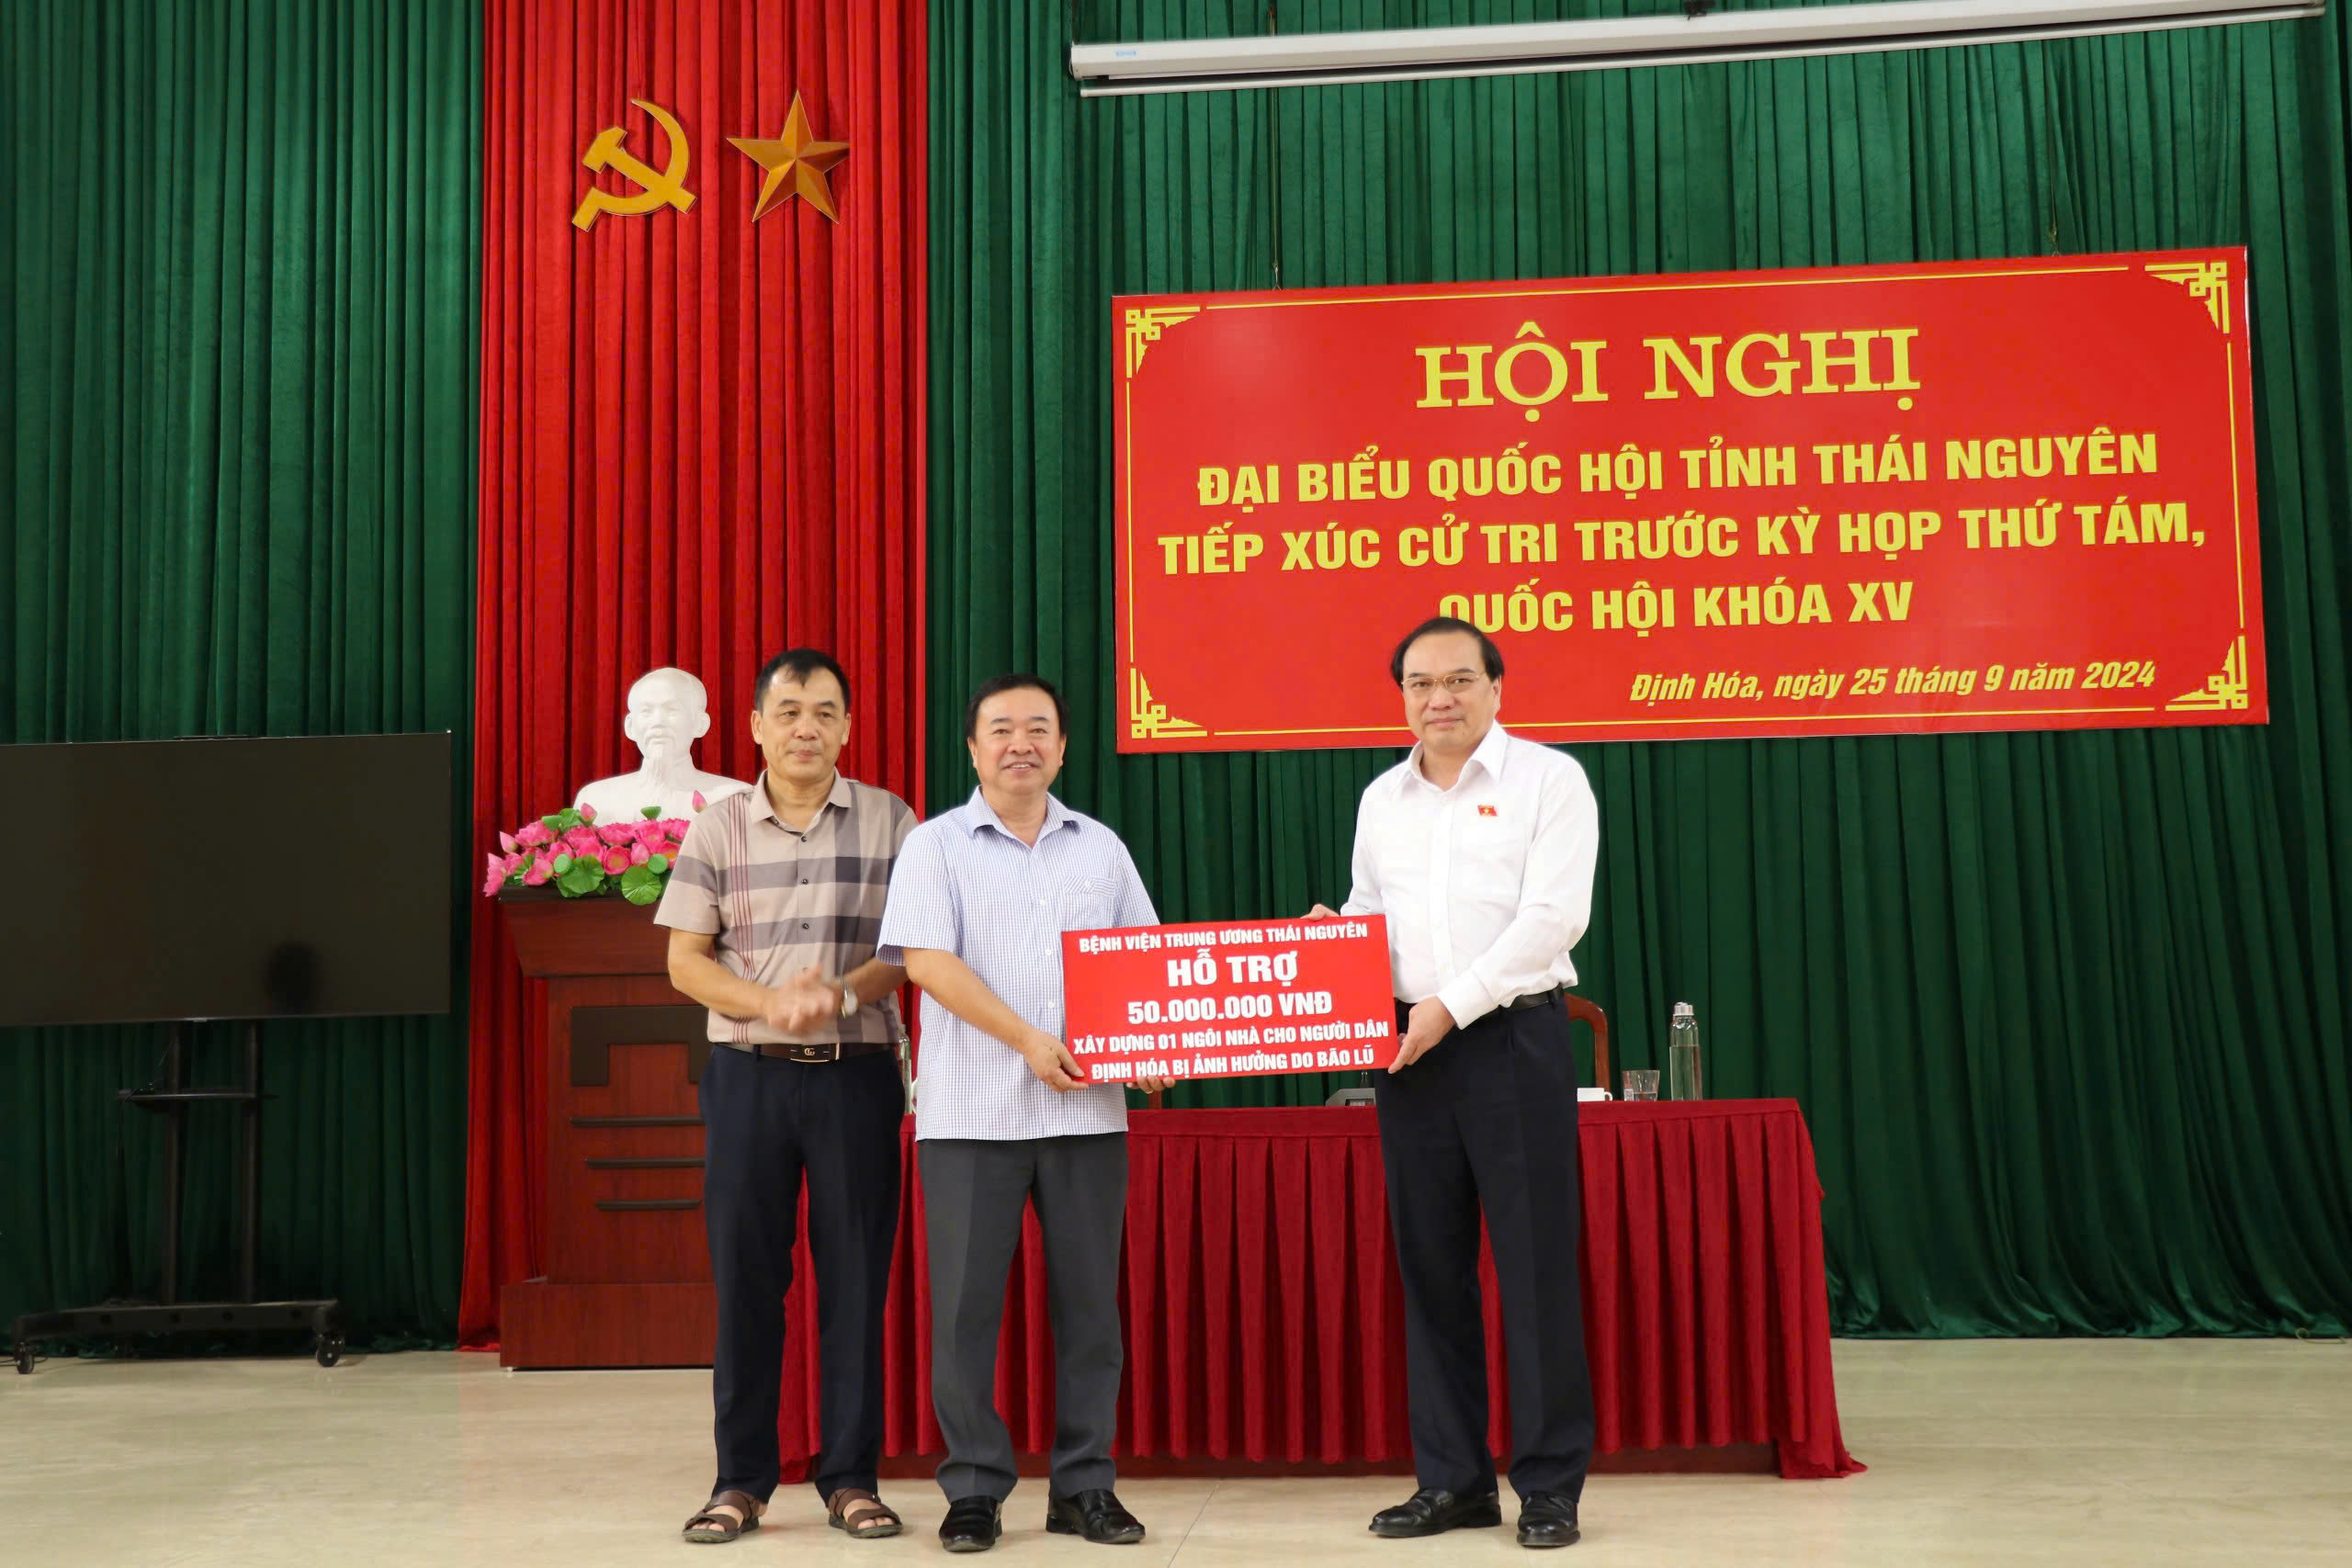 HỘI NGHỊ
ĐẠI BIỂU QUỐC HỘI TỈNH THÁI NGUYÊN
TIẾP XÚC CỬ TRI TRƯỚC KỲ HỌP THỨ TÁM,
QUỐC HỘI KHÓA XV
Định Hóa, ngày 25 tháng 9 năm 2024
BỆNH VIỆN TRUNG ƯƠNG THÁI NGUYÊN
HỖ TRỢ
50.000.000 VNĐ
XÂY DỰNG 01 NGÔI NHÀ CHO NGƯỜI DÂN
ĐỊNH HÓA BỊ ẢNH HƯỞNG DO BÃO LŨ